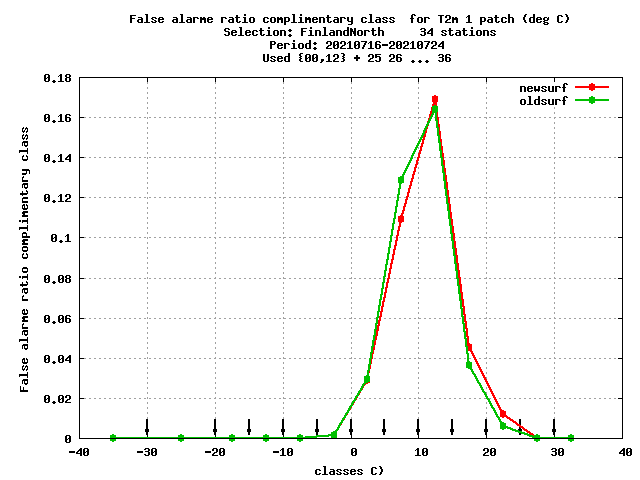 False alarme ratio complimentary class  for T2m 1 patch (deg C)
Selection: FinlandNorth     34 stations
Period: 20210716-20210724
Used {00,12} + 25 26 ... 36
newsurf
oldsurf
False alarme ratio complimentary class
0.18
0.16
0.14
0.12
0.1
0.08
0.06
0.04
0.02
0
-40 -30 -20 -10 0 10 20 30 40
classes C)